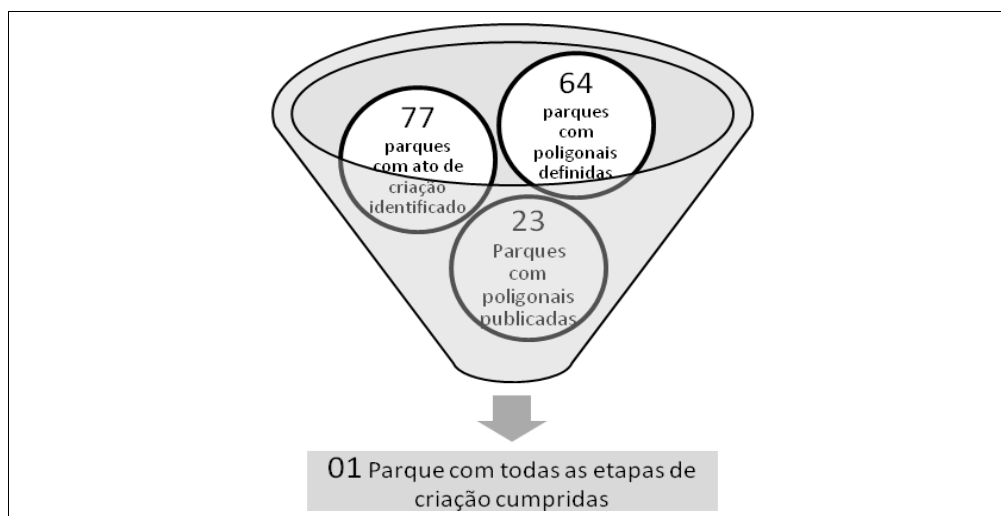 77
parques
com ato de
criação
identificado
64
parques
com
poligonais
definidas
23
Parques
com
poligonais
publicadas
01 Parque com todas as etapas de
criação cumpridas